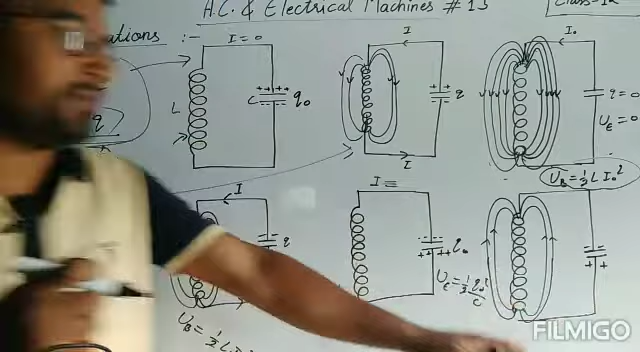 A.C. & Electrical Machines # 13
Class-12
ations :-
I = 0
L
C
++ ++
-- --
q₀
I
I
q
I₀
q = 0
U_E = 0
U_B = ½ L I₀²
q
I
q
U_B = ½ L I₀²
I =
-- --
++ ++
q₀
U_E = ½ q₀²/C
-- --
+ +
FILMIGO